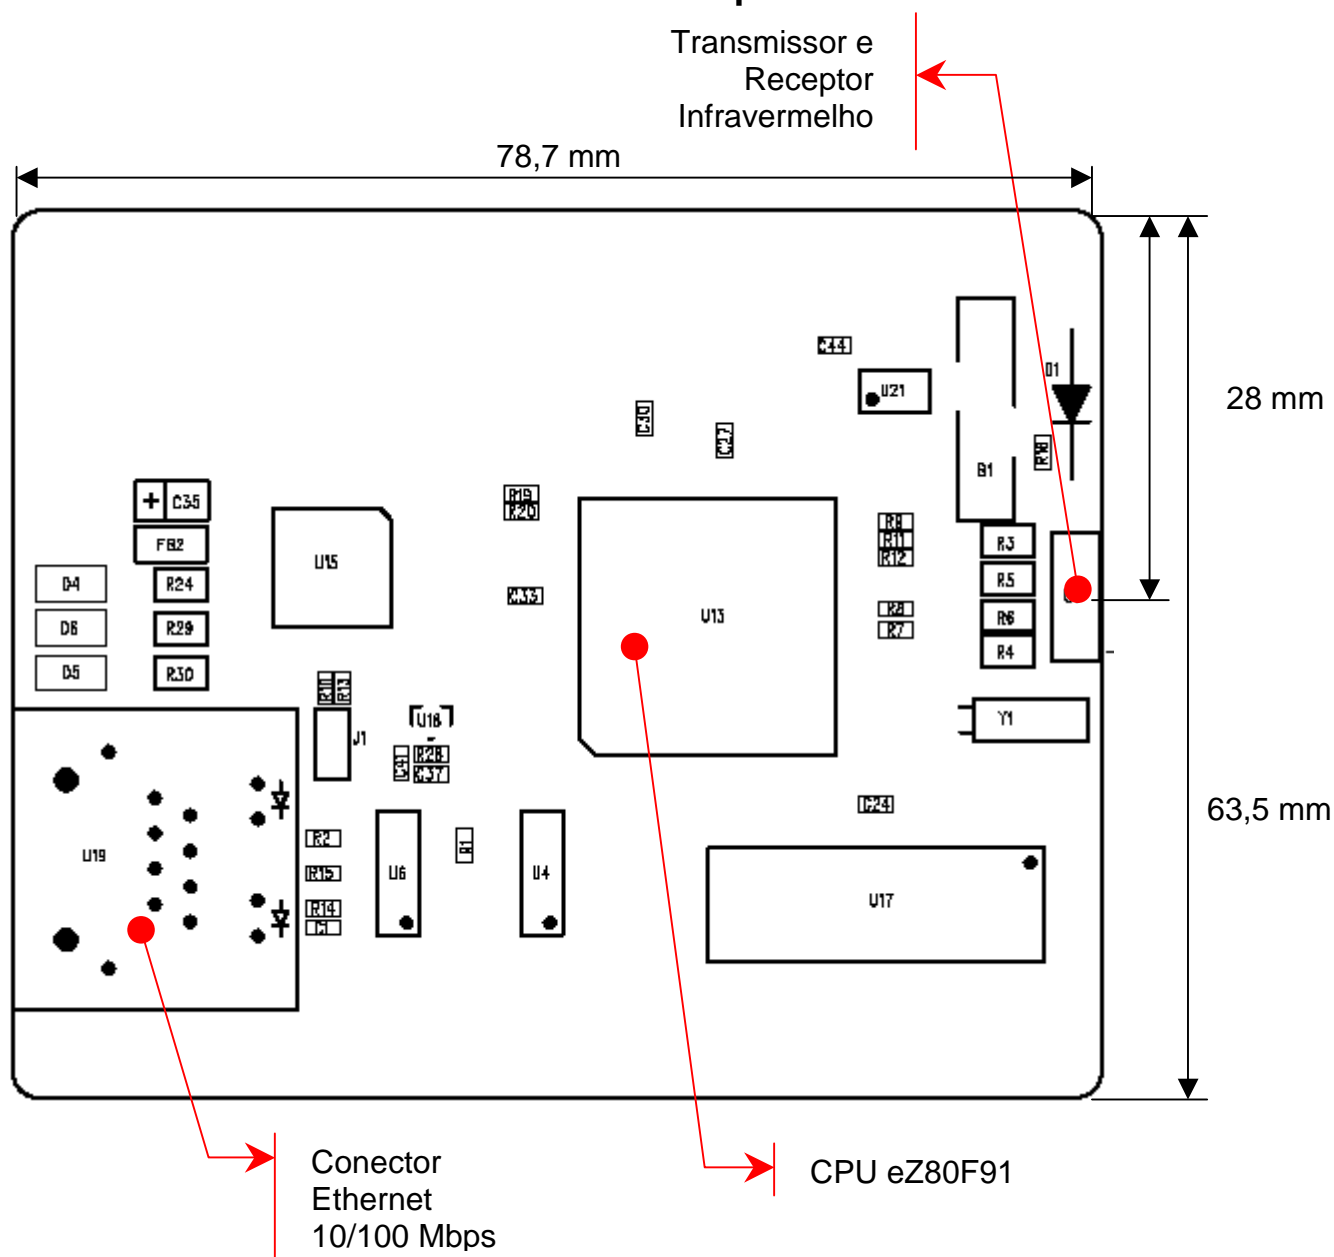 Transmissor e
Receptor
Infravermelho
78,7 mm
28 mm
63,5 mm
C44
U21
D1
C30
C27
R18
B1
C35
FB2
R19
R20
U15
R9
R11
R12
R3
D4
R24
C33
R5
U13
R8
R6
D6
R29
R7
R4
D5
R30
R10
R13
U18
Y1
J1
C41
R28
C37
C24
R2
R1
U19
R15
U6
U4
U17
R14
C1
Conector
Ethernet
10/100 Mbps
CPU eZ80F91